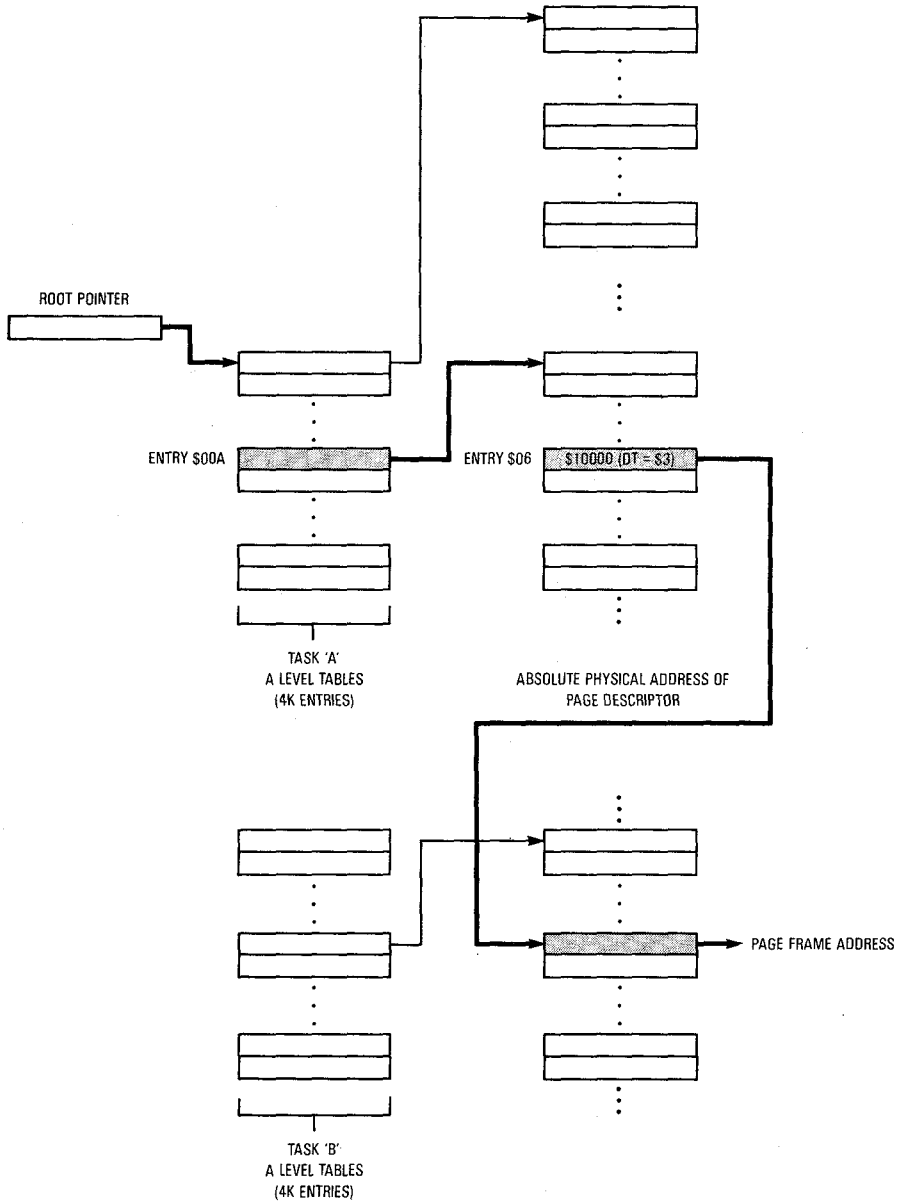 ROOT POINTER
ENTRY $00A
ENTRY $06
$10000 (DT = $3)
TASK 'A'
A LEVEL TABLES
(4K ENTRIES)
ABSOLUTE PHYSICAL ADDRESS OF
PAGE DESCRIPTOR
PAGE FRAME ADDRESS
TASK 'B'
A LEVEL TABLES
(4K ENTRIES)